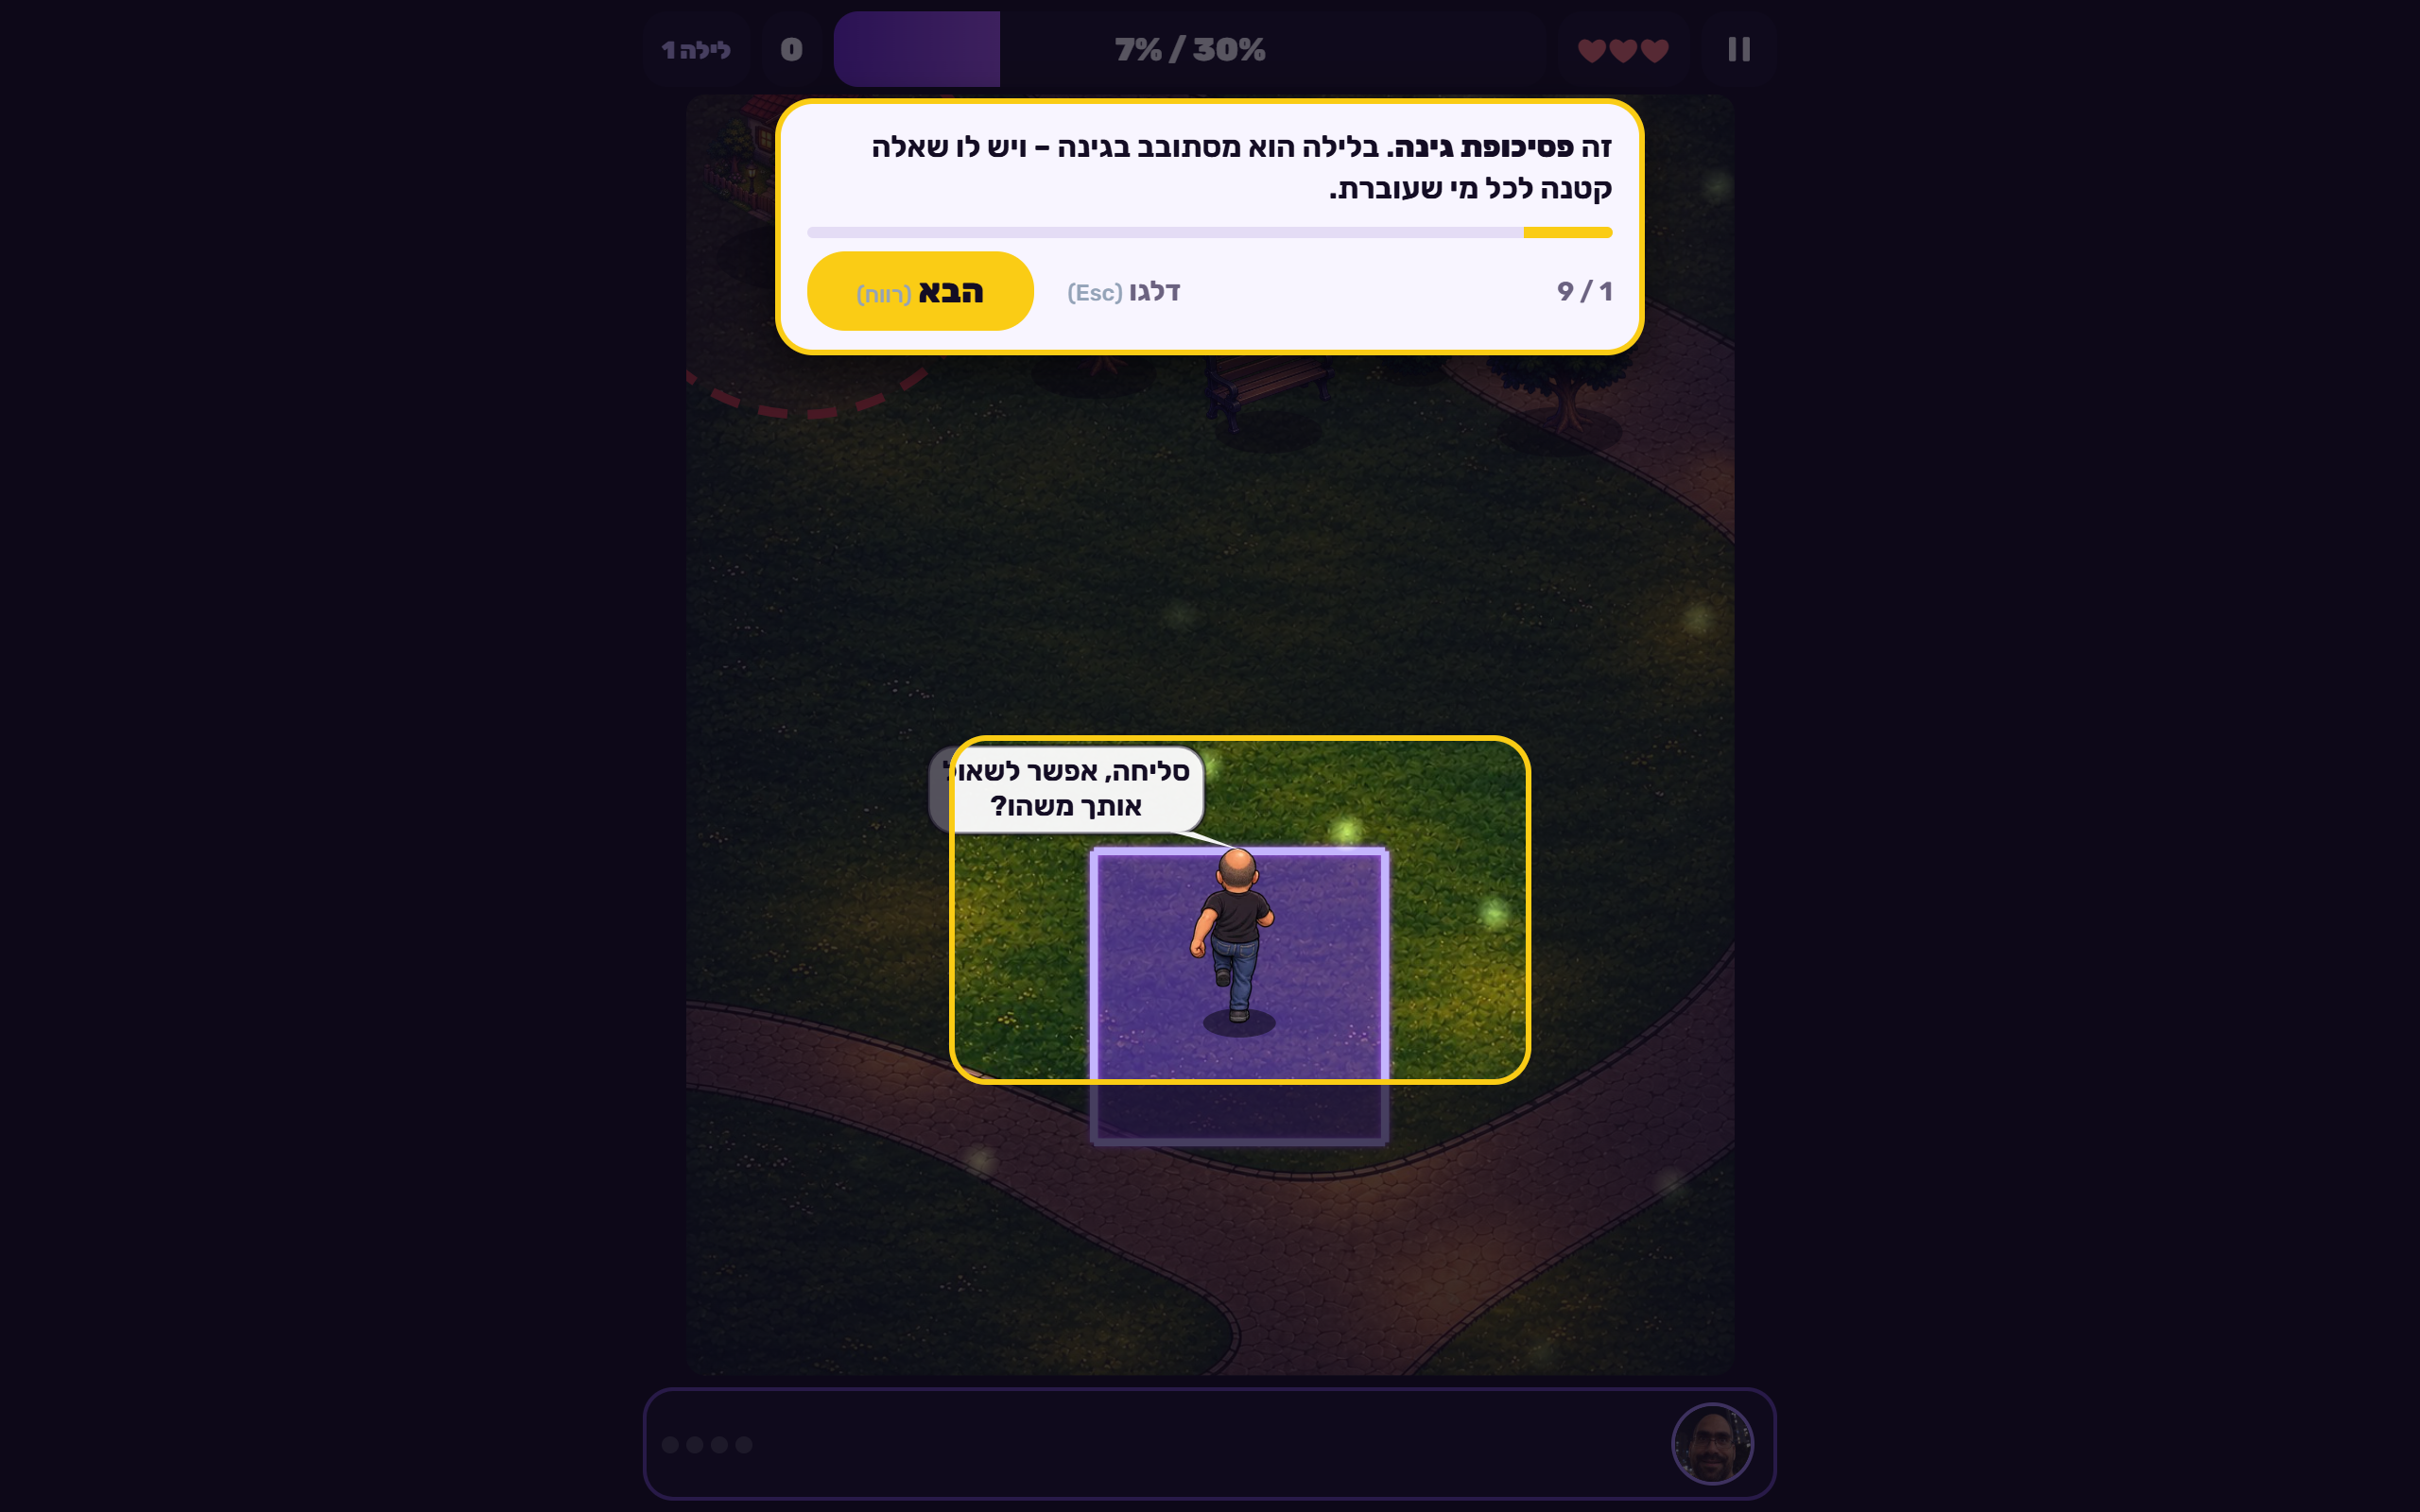 לילה 1
0
7% / 30%
זה פסיכופת גינה. בלילה הוא מסתובב בגינה – ויש לו שאלה
קטנה לכל מי שעוברת.
9 / 1
דלגו (Esc)
הבא (רווח)
סליחה, אפשר לשאול
אותך משהו?